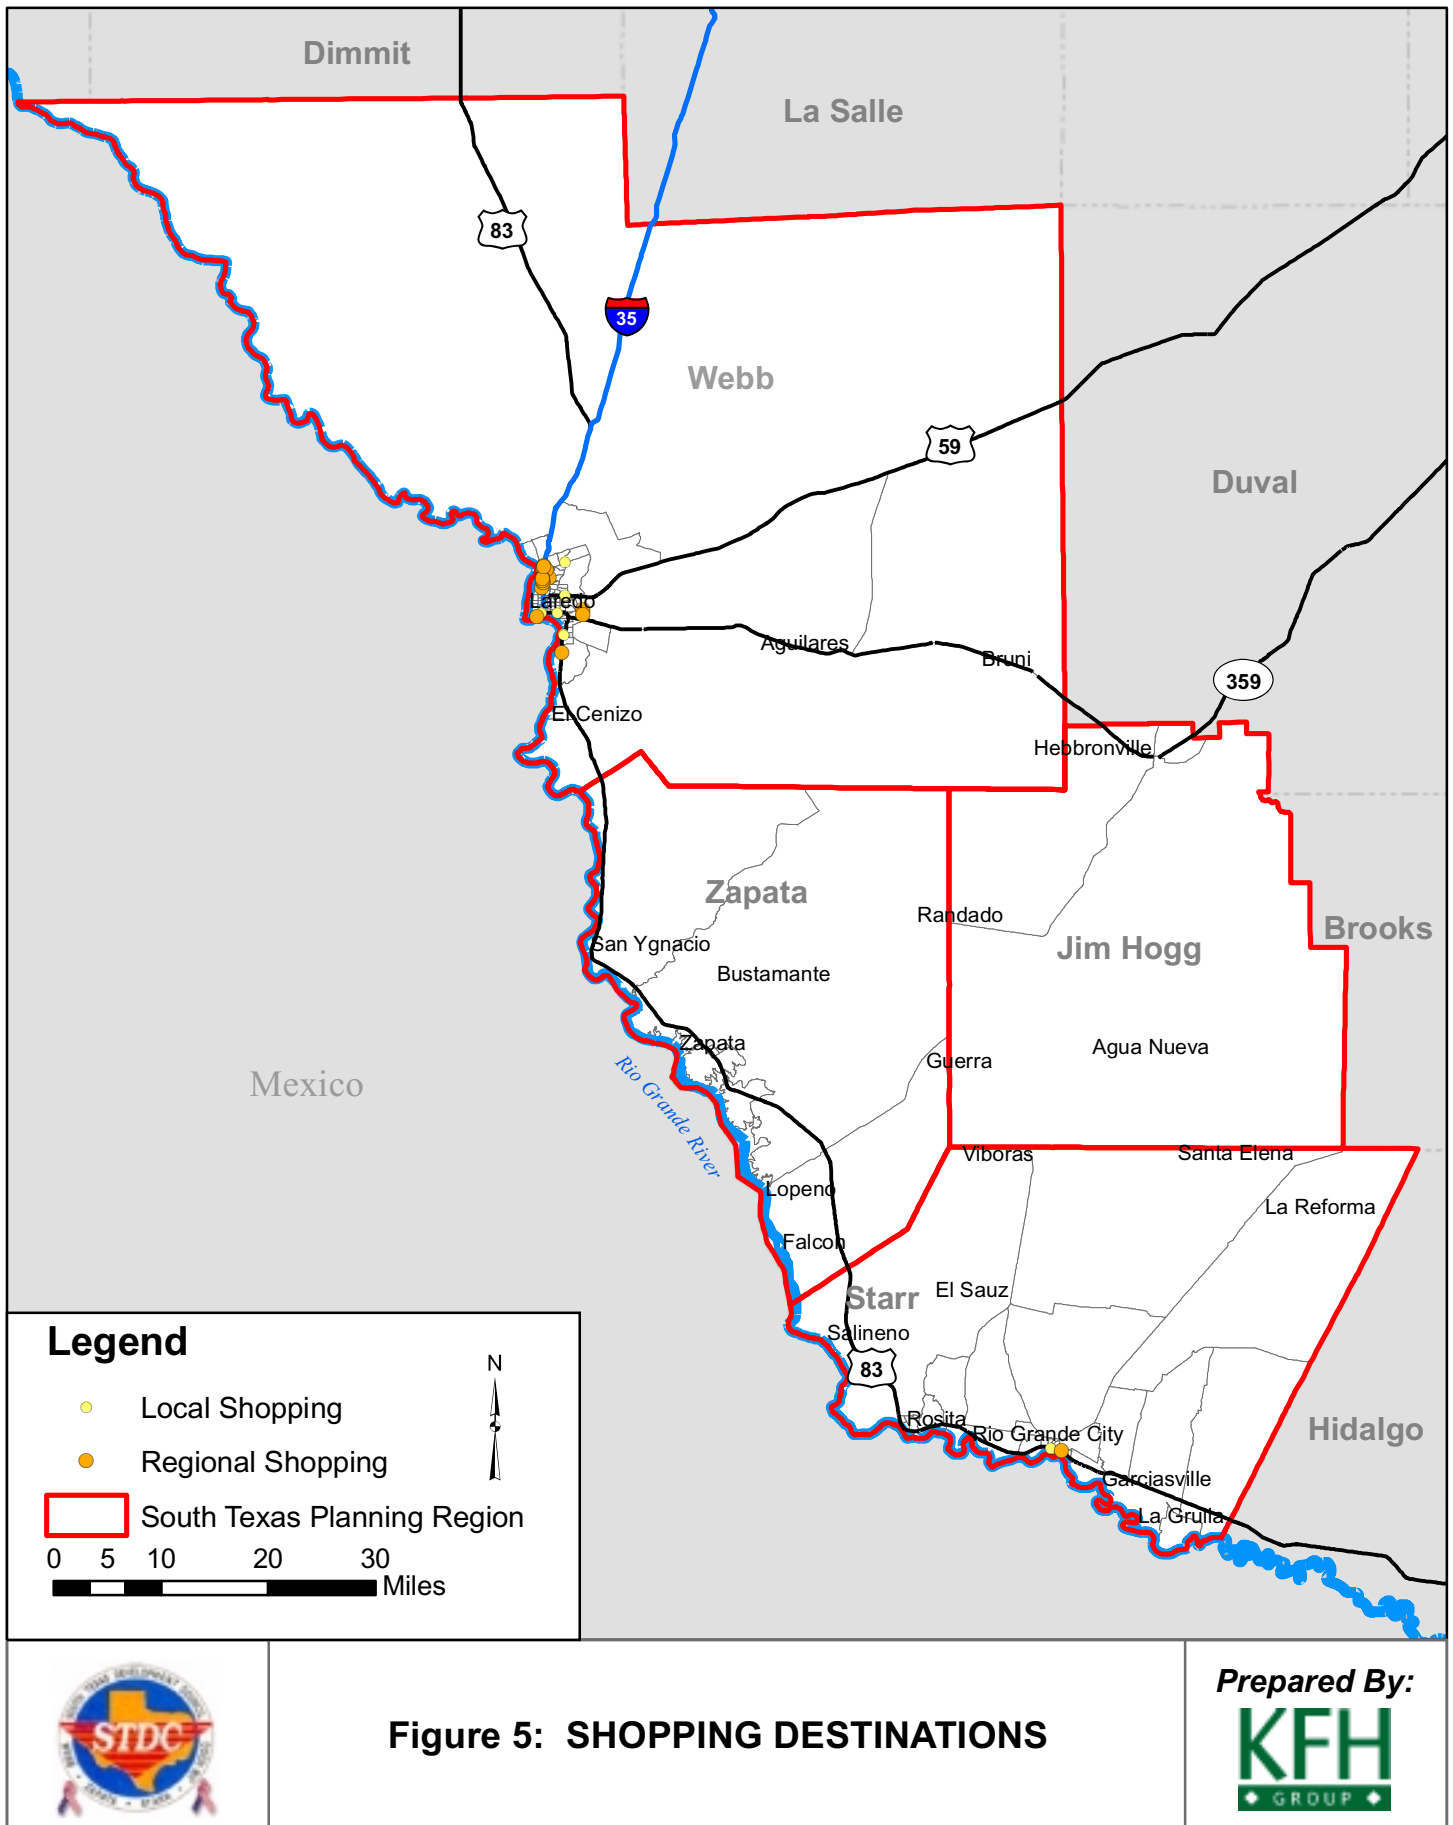 Dimmit
La Salle
83
35
Webb
59
Duval
Laredo
Aguilares
Bruni
359
El Cenizo
Hebbronville
Zapata
Randado
Brooks
San Ygnacio
Jim Hogg
Bustamante
Zapata
Agua Nueva
Guerra
Mexico
Rio Grande River
Viboras
Santa Elena
Lopeno
La Reforma
Falcon
El Sauz
Starr
Salineno
83
Rosita
Rio Grande City
Hidalgo
Garciasville
La Grulla
Legend
N
Local Shopping
Regional Shopping
South Texas Planning Region
0 5 10 20 30
Miles
STDC
Figure 5: SHOPPING DESTINATIONS
Prepared By:
KFH
GROUP